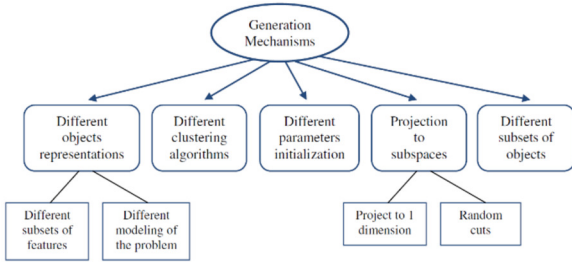 Generation
Mechanisms
Different
objects
representations
Different
clustering
algorithms
Different
parameters
initialization
Projection
to
subspaces
Different
subsets of
objects
Different
subsets of
features
Different
modeling of
the problem
Project to 1
dimension
Random
cuts